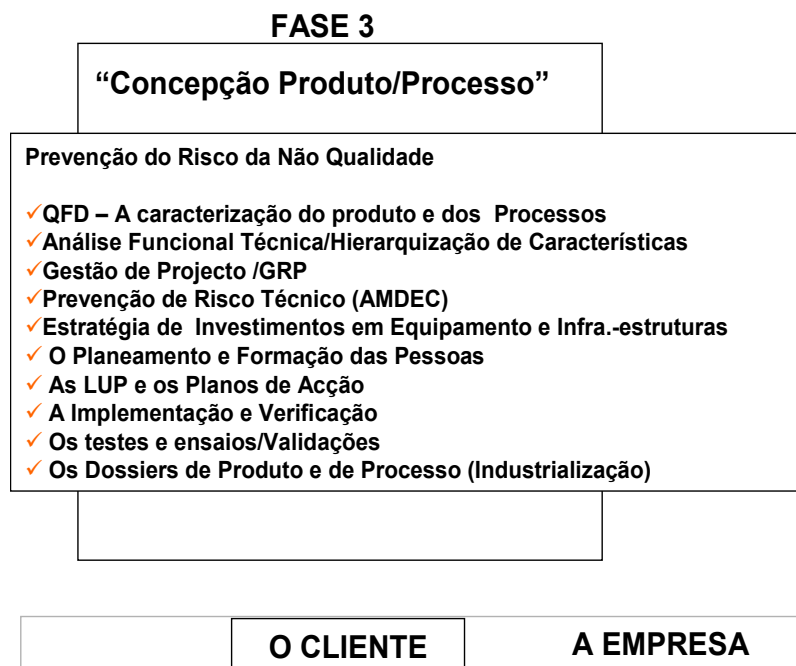 FASE 3
“Concepção Produto/Processo”
Prevenção do Risco da Não Qualidade
✓QFD – A caracterização do produto e dos Processos
✓Análise Funcional Técnica/Hierarquização de Características
✓Gestão de Projecto /GRP
✓Prevenção de Risco Técnico (AMDEC)
✓Estratégia de Investimentos em Equipamento e Infra.-estruturas
✓ O Planeamento e Formação das Pessoas
✓ As LUP e os Planos de Acção
✓ A Implementação e Verificação
✓ Os testes e ensaios/Validações
✓ Os Dossiers de Produto e de Processo (Industrialização)
O CLIENTE A EMPRESA